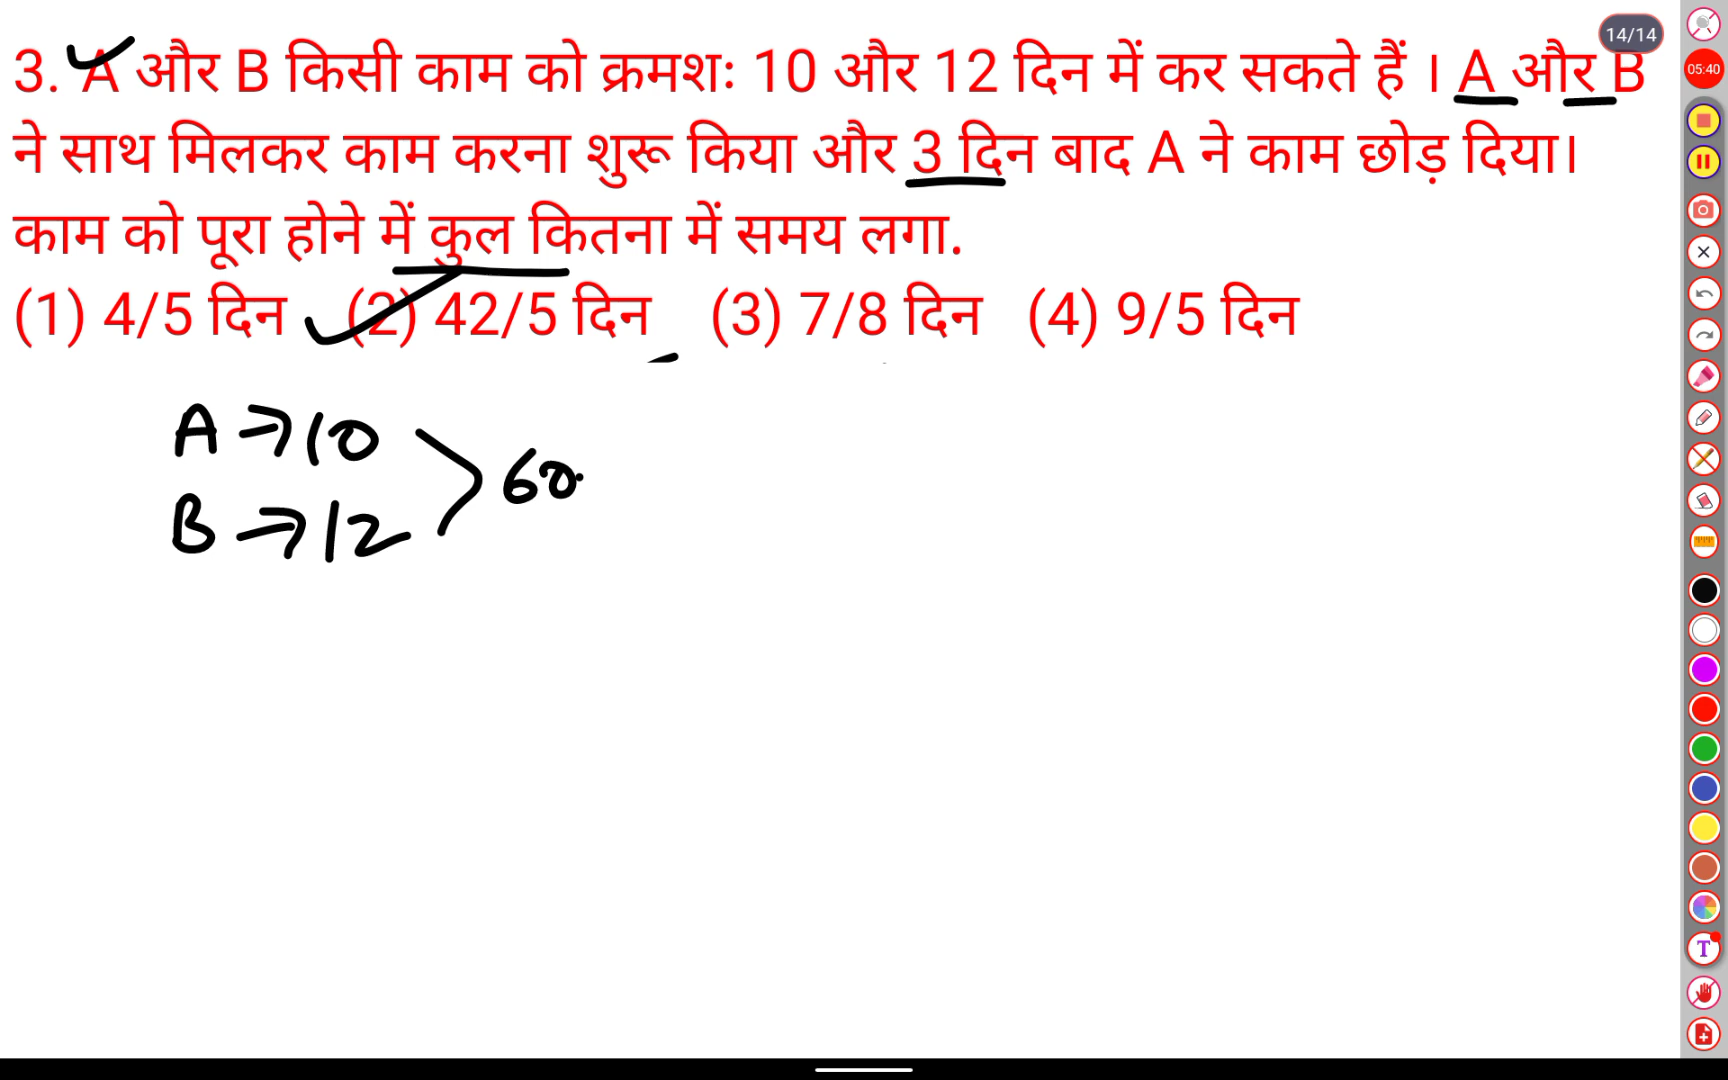 14/14
05:40
3. A और B किसी काम को क्रमशः 10 और 12 दिन में कर सकते हैं । A और B
ने साथ मिलकर काम करना शुरू किया और 3 दिन बाद A ने काम छोड़ दिया।
काम को पूरा होने में कुल कितना में समय लगा.
(1) 4/5 दिन (2) 42/5 दिन (3) 7/8 दिन (4) 9/5 दिन
A → 10
B → 12
60
T